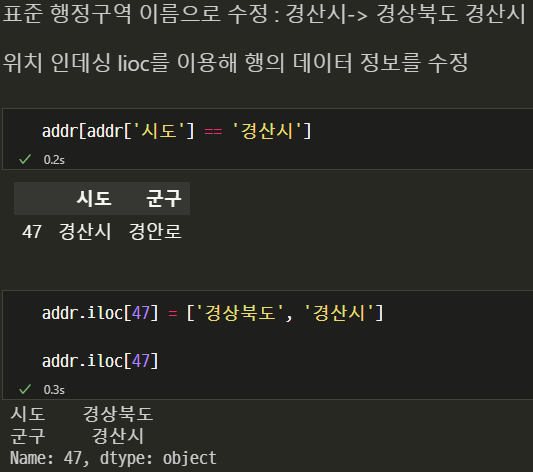 표준 행정구역 이름으로 수정 : 경산시-> 경상북도 경산시
위치 인데싱 lioc를 이용해 행의 데이터 정보를 수정
addr[addr['시도'] == '경산시']
0.2s
시도 군구
47 경산시 경안로
addr.iloc[47] = ['경상북도', '경산시']
addr.iloc[47]
0.3s
시도 경상북도
군구 경산시
Name: 47, dtype: object